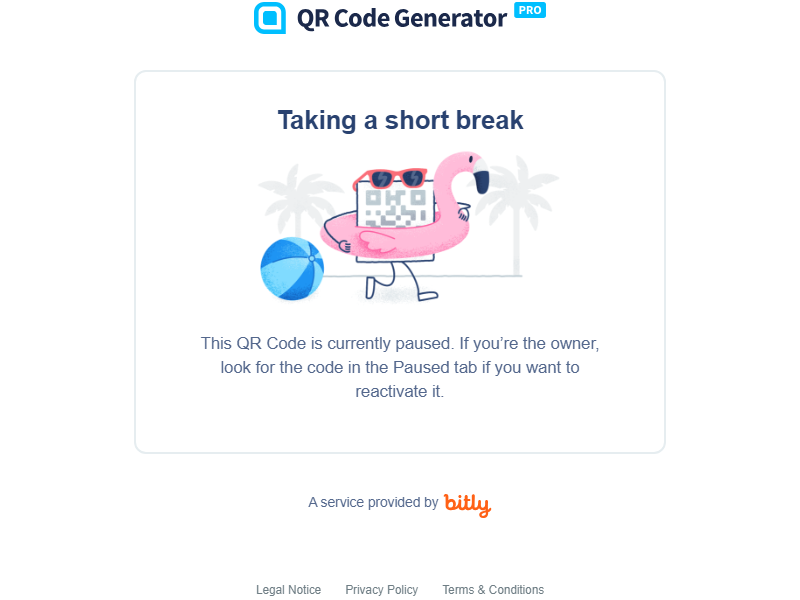 QR Code Generator PRO
Taking a short break
This QR Code is currently paused. If you’re the owner,
look for the code in the Paused tab if you want to
reactivate it.
A service provided by bitly
Legal Notice Privacy Policy Terms & Conditions